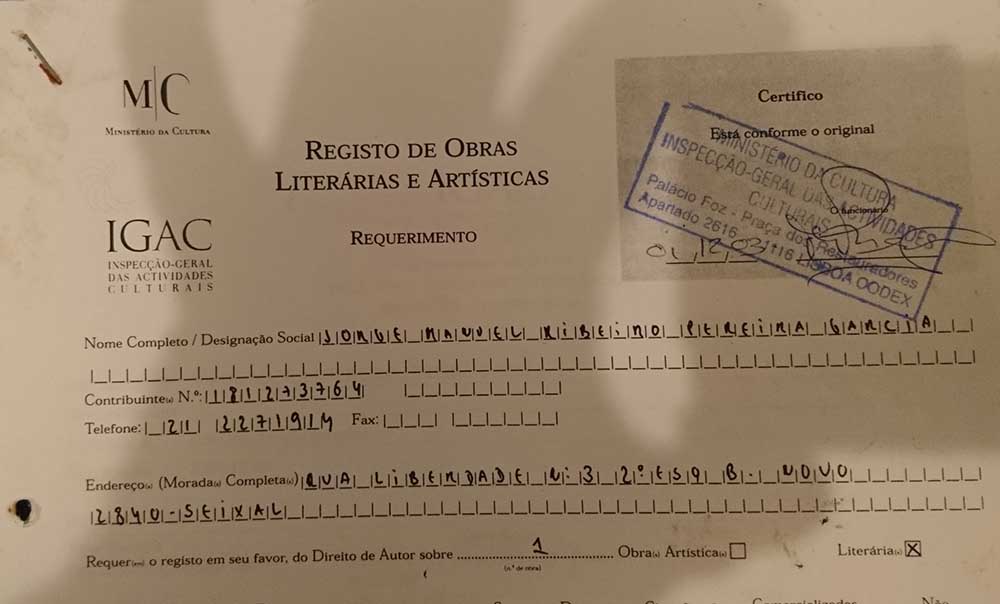 M|C
MINISTÉRIO DA CULTURA
REGISTO DE OBRAS
LITERÁRIAS E ARTÍSTICAS
REQUERIMENTO
IGAC
INSPECÇÃO-GERAL
DAS ACTIVIDADES
CULTURAIS
Certifico
Está conforme o original
O funcionário
MINISTÉRIO DA CULTURA
INSPECÇÃO-GERAL DAS ACTIVIDADES
CULTURAIS
Palácio Foz - Praça dos Restauradores
Apartado 2616 - 1116 LISBOA CODEX
Nome Completo / Designação Social JORGE MANUEL RIBEIRO PEREIRA GARCIA
Contribuinte(s) N.º: 181273764
Telefone: 21 Fax:
Endereço(s) (Morada(s) Completa(s)) RUA LIBERDADE N:3 2º ESQ B. NOVO
2840-SEIXAL
Requer(em) o registo em seu favor, do Direito de Autor sobre 1 Obra(s) Artística(s) ☐ Literária(s) ☒
(n.º de obra)
Não